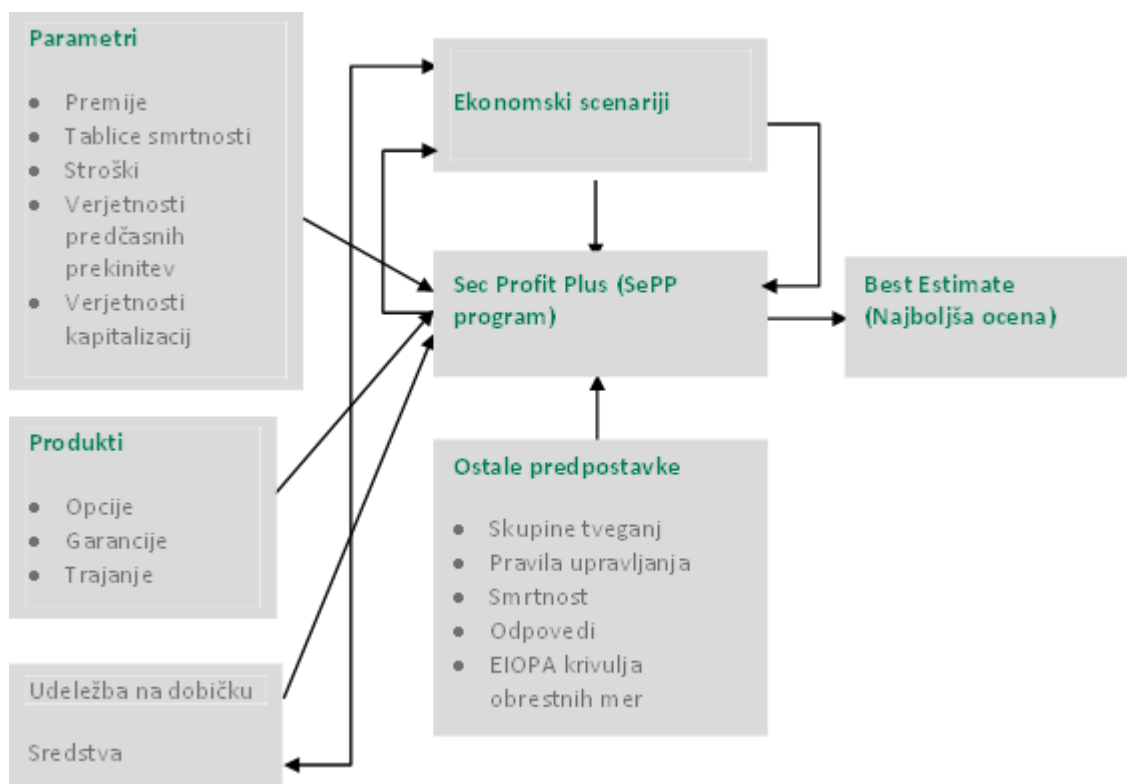 Parametri
● Premije
● Tablice smrtnosti
● Stroški
● Verjetnosti
predčasnih
prekinitev
● Verjetnosti
kapitalizacij
Produkti
● Opcije
● Garancije
● Trajanje
Udeležba na dobičku
Sredstva
Ekonomski scenariji
Sec Profit Plus (SePP
program)
Ostale predpostavke
● Skupine tveganj
● Pravila upravljanja
● Smrtnost
● Odpovedi
● EIOPA krivulja
obrestnih mer
Best Estimate
(Najboljša ocena)